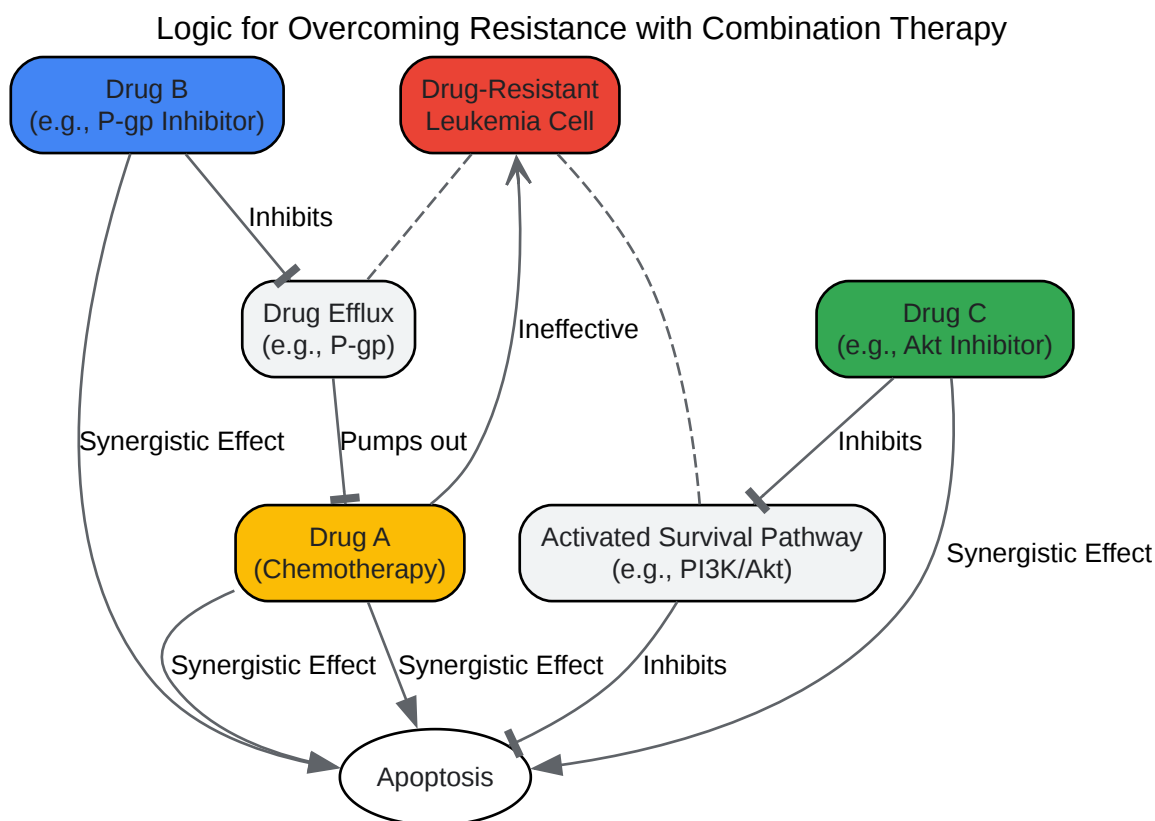 Logic for Overcoming Resistance with Combination Therapy
Drug B
(e.g., P-gp Inhibitor)
Drug-Resistant
Leukemia Cell
Inhibits
Drug Efflux
(e.g., P-gp)
Ineffective
Drug C
(e.g., Akt Inhibitor)
Synergistic Effect
Pumps out
Inhibits
Drug A
(Chemotherapy)
Activated Survival Pathway
(e.g., PI3K/Akt)
Synergistic Effect
Synergistic Effect
Synergistic Effect
Inhibits
Apoptosis